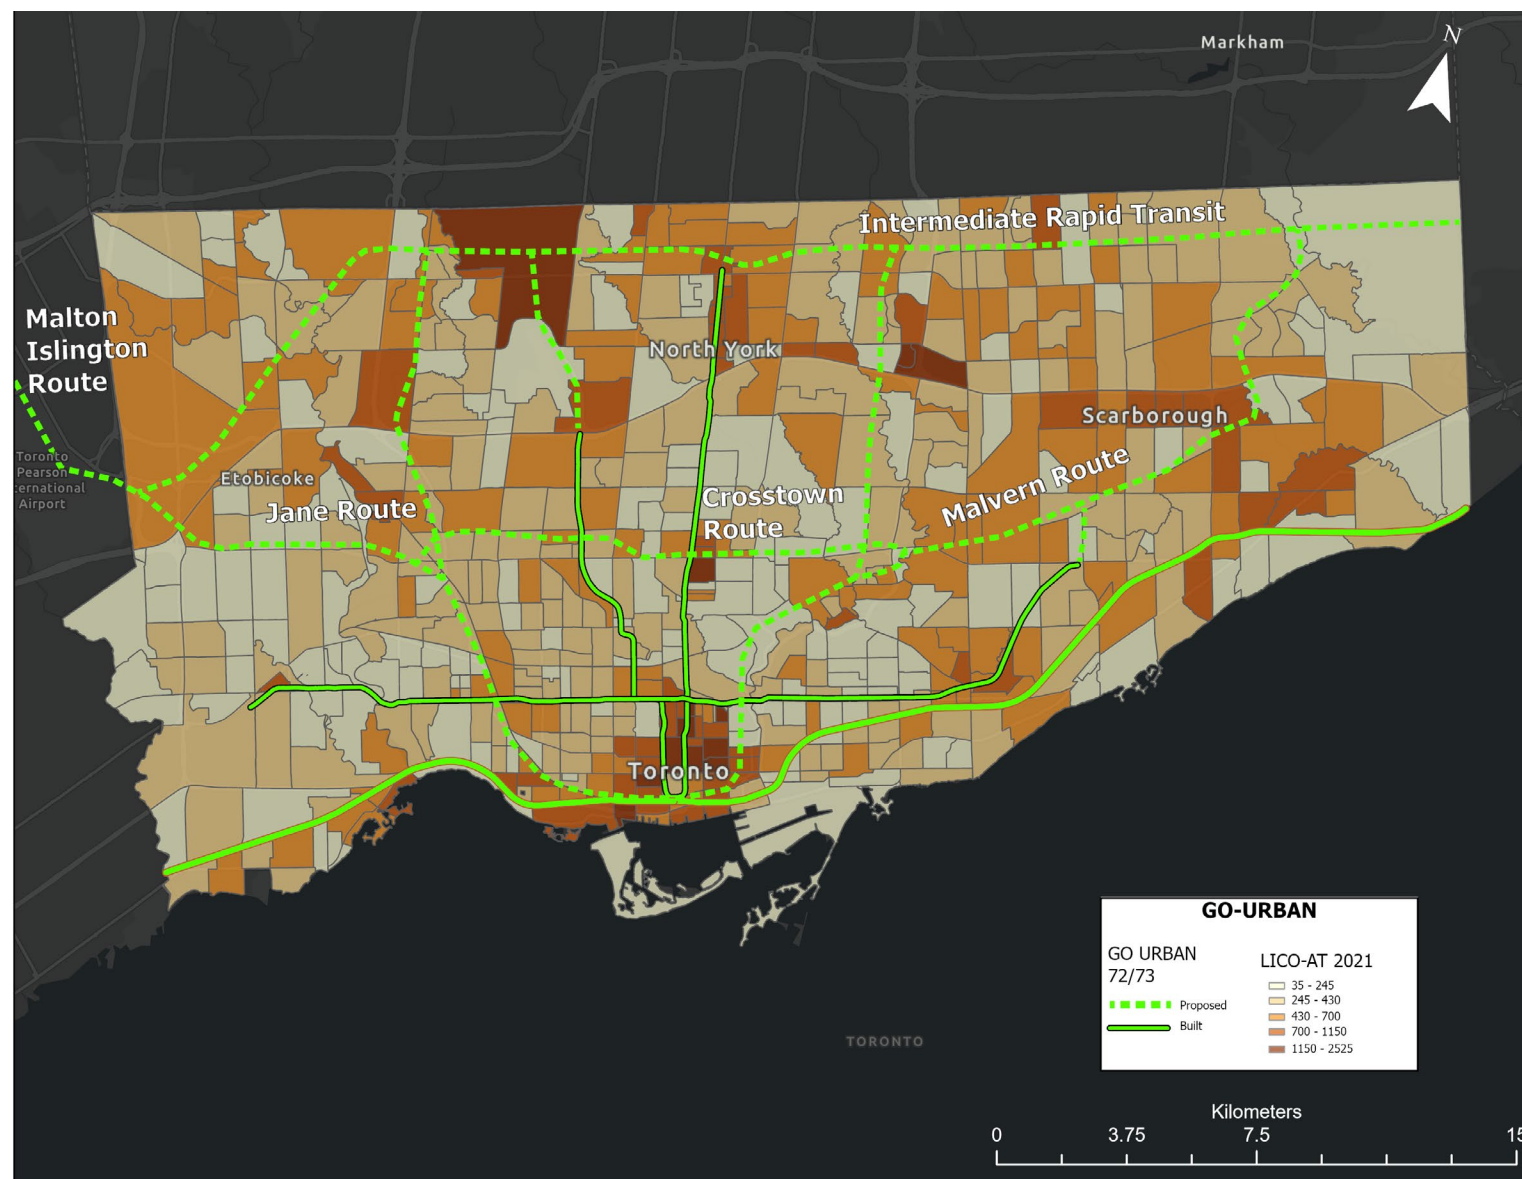 Markham
N
Intermediate Rapid Transit
Malton
Islington
Route
North York
Scarborough
Toronto
Pearson
ternational
Airport
Etobicoke
Jane Route
Crosstown
Route
Malvern Route
Toronto
GO-URBAN
GO URBAN
72/73
Proposed
Built
LICO-AT 2021
35 - 245
245 - 430
430 - 700
700 - 1150
1150 - 2525
TORONTO
Kilometers
0 3.75 7.5 15